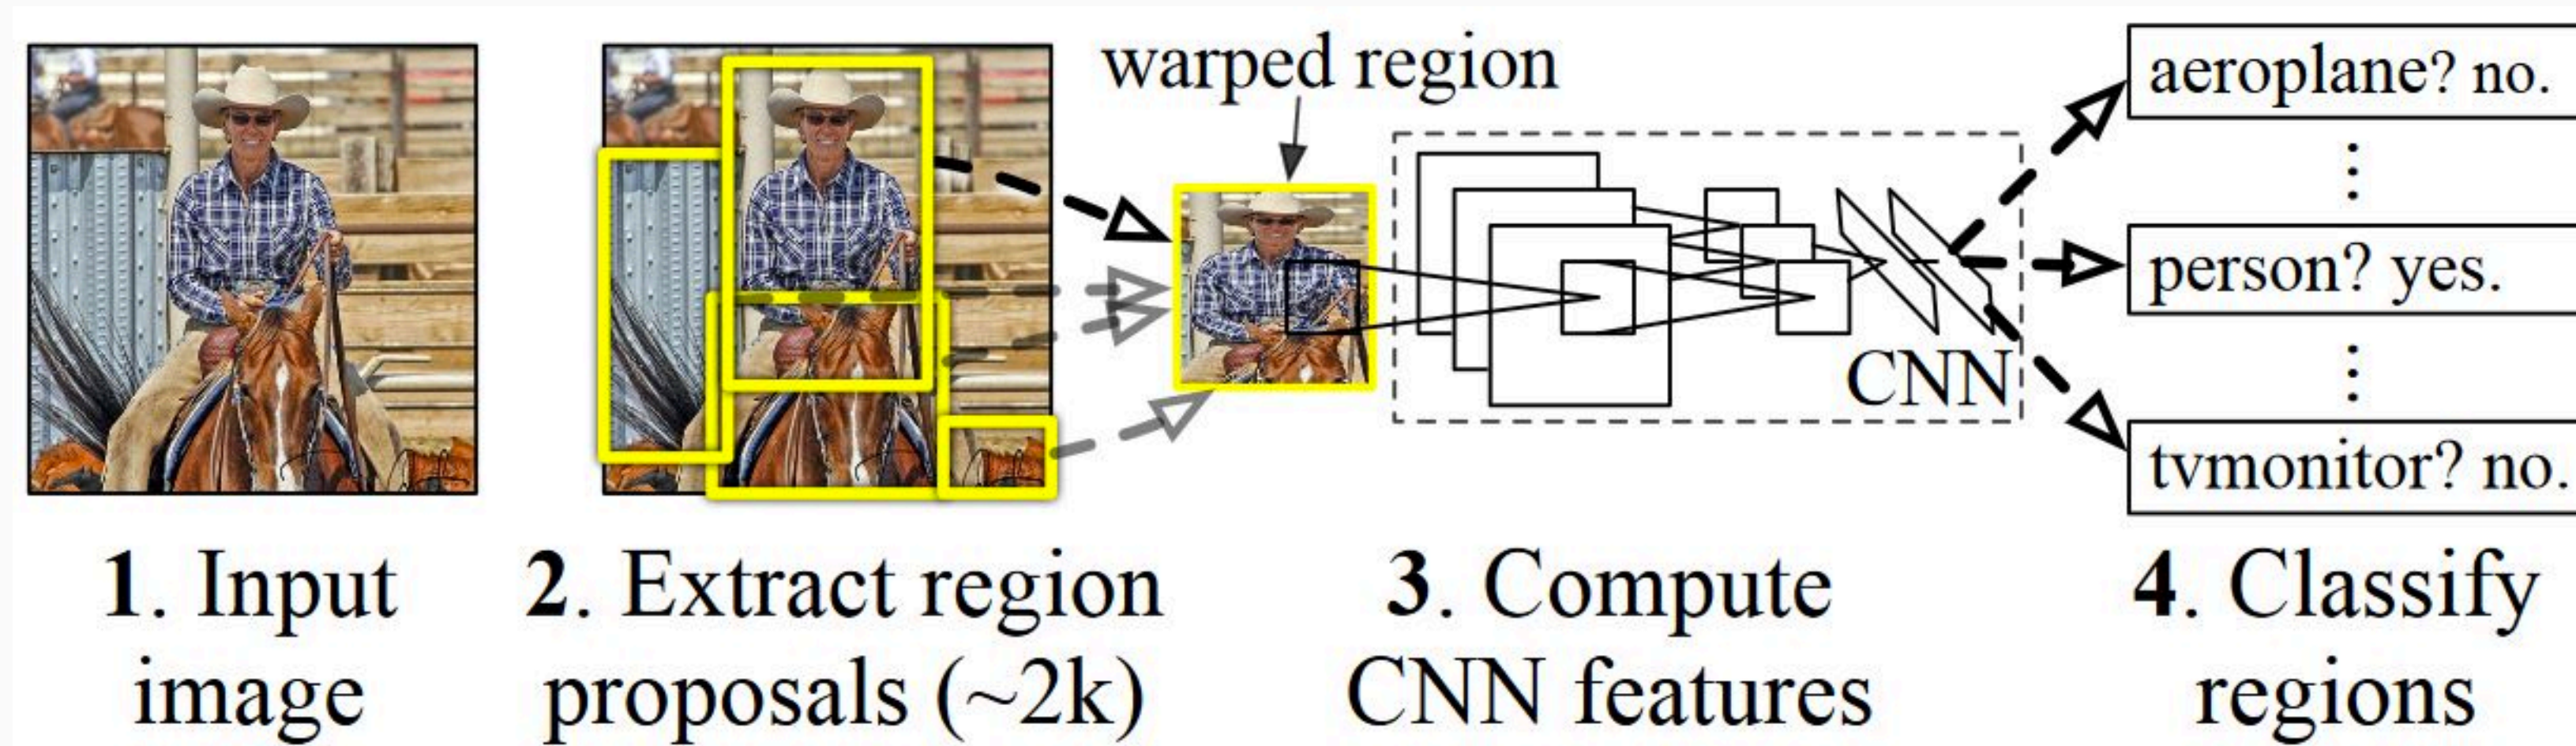 warped region
aeroplane? no.
person? yes.
tvmonitor? no.
CNN
1. Input
image
2. Extract region
proposals (~2k)
3. Compute
CNN features
4. Classify
regions